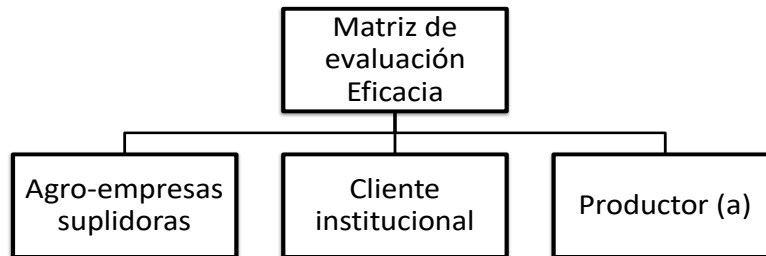 Matriz de
evaluación
Eficacia
Agro-empresas
suplidoras
Cliente
institucional
Productor (a)